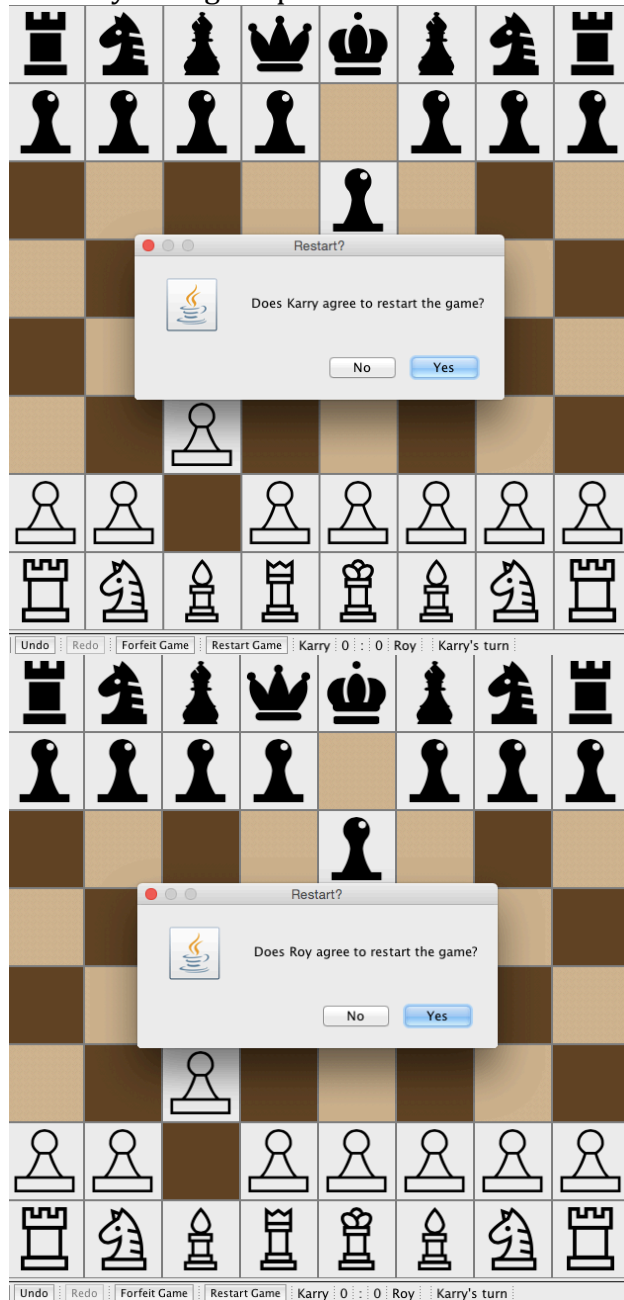 Restart?
Does Karry agree to restart the game?
No Yes
Undo Redo Forfeit Game Restart Game Karry 0 : 0 Roy Karry's turn
Restart?
Does Roy agree to restart the game?
No Yes
Undo Redo Forfeit Game Restart Game Karry 0 : 0 Roy Karry's turn